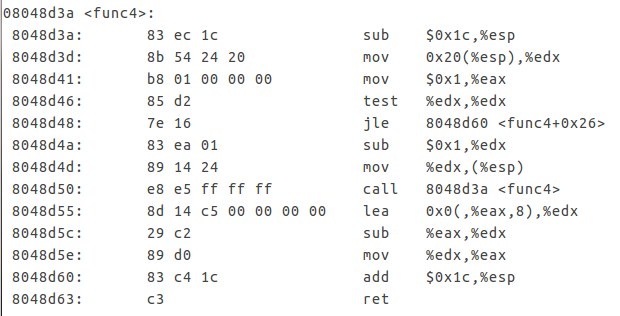 08048d3a <func4>:
8048d3a: 83 ec 1c sub $0x1c,%esp
8048d3d: 8b 54 24 20 mov 0x20(%esp),%edx
8048d41: b8 01 00 00 00 mov $0x1,%eax
8048d46: 85 d2 test %edx,%edx
8048d48: 7e 16 jle 8048d60 <func4+0x26>
8048d4a: 83 ea 01 sub $0x1,%edx
8048d4d: 89 14 24 mov %edx,(%esp)
8048d50: e8 e5 ff ff ff call 8048d3a <func4>
8048d55: 8d 14 c5 00 00 00 00 lea 0x0(,%eax,8),%edx
8048d5c: 29 c2 sub %eax,%edx
8048d5e: 89 d0 mov %edx,%eax
8048d60: 83 c4 1c add $0x1c,%esp
8048d63: c3 ret